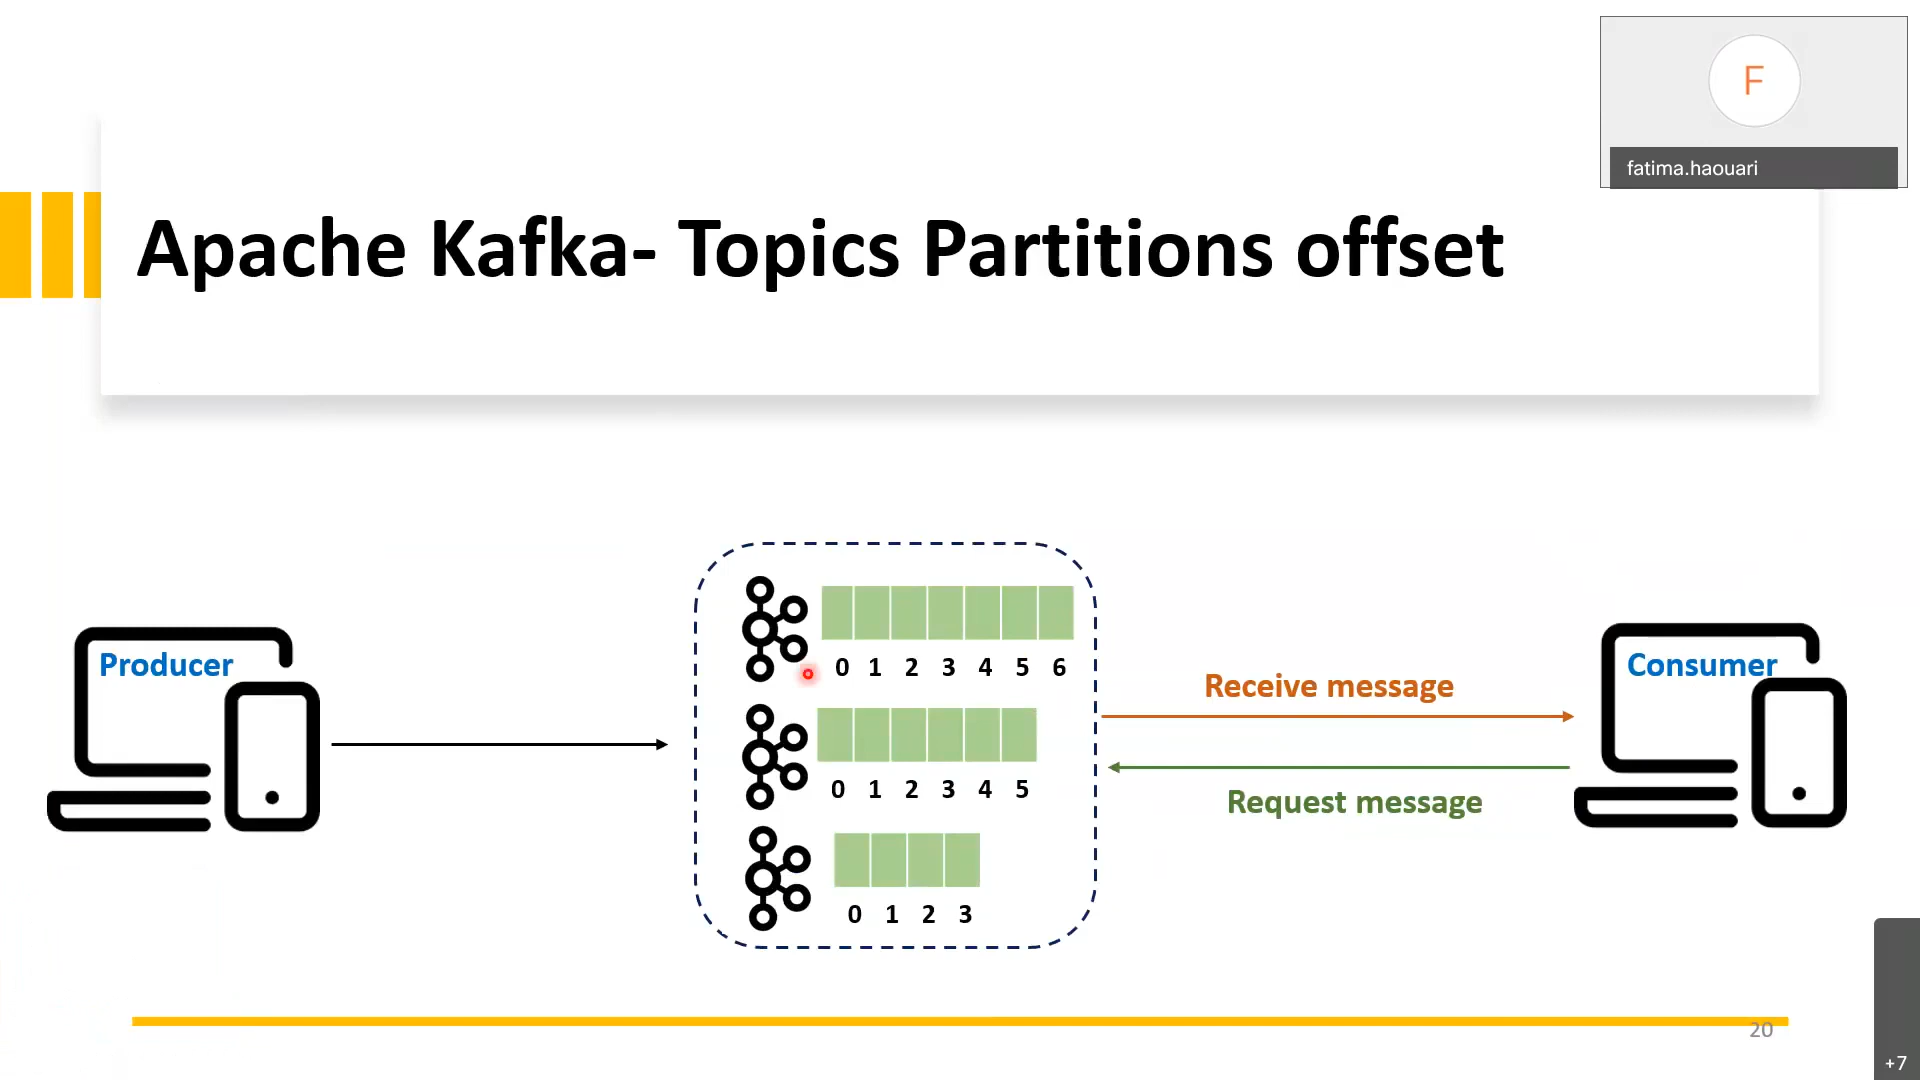 F
fatima.haouari
Apache Kafka- Topics Partitions offset
Producer
0 1 2 3 4 5 6
0 1 2 3 4 5
0 1 2 3
Receive message
Request message
Consumer
20
+7